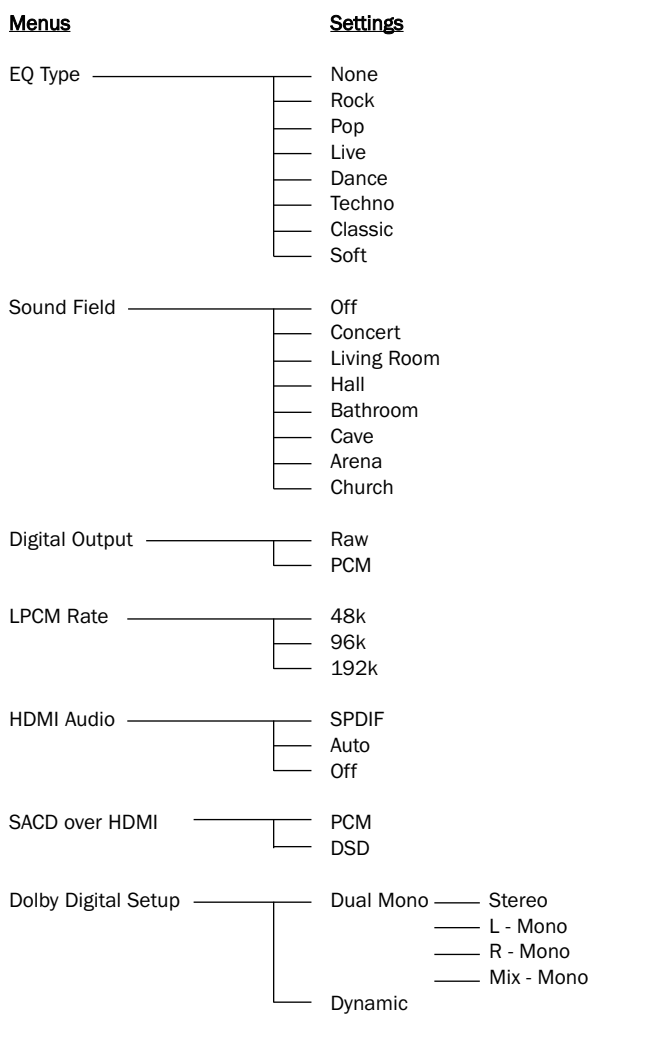 Menus Settings
EQ Type None
Rock
Pop
Live
Dance
Techno
Classic
Soft
Sound Field Off
Concert
Living Room
Hall
Bathroom
Cave
Arena
Church
Digital Output Raw
PCM
LPCM Rate 48k
96k
192k
HDMI Audio SPDIF
Auto
Off
SACD over HDMI PCM
DSD
Dolby Digital Setup Dual Mono Stereo
L - Mono
R - Mono
Mix - Mono
Dynamic